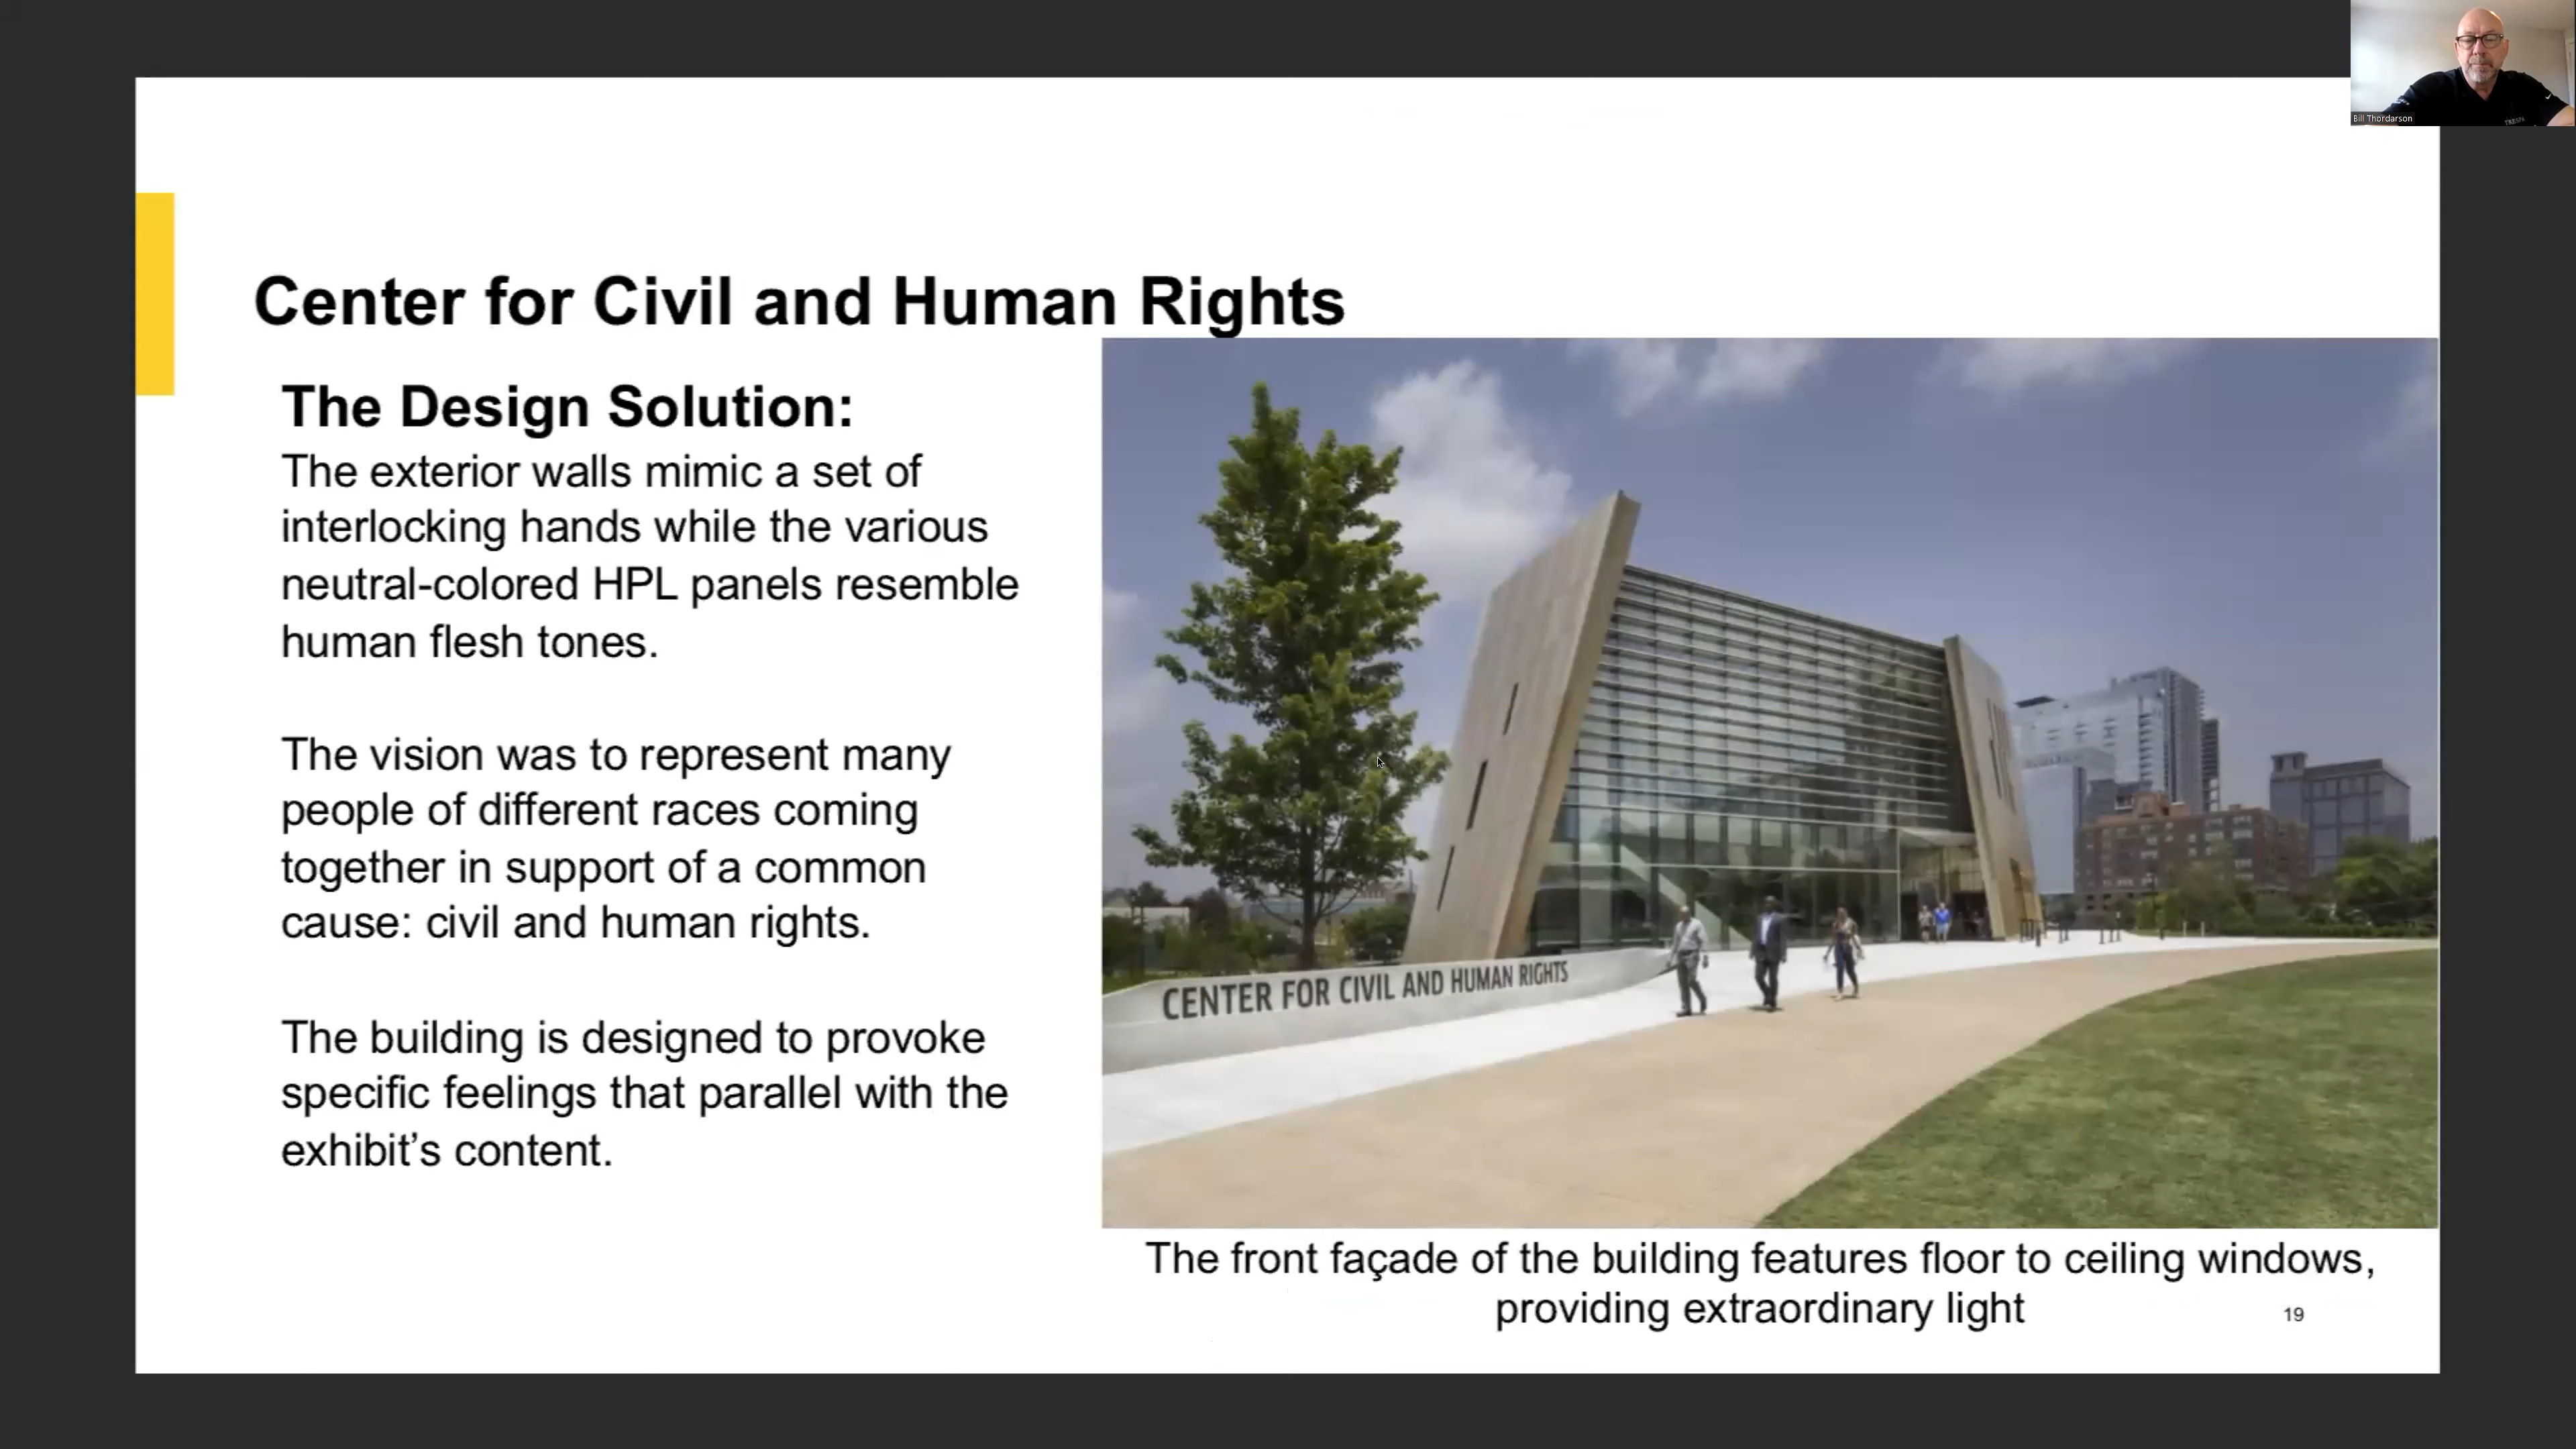 Bill Thordarson
TRESPA
Center for Civil and Human Rights
The Design Solution:
The exterior walls mimic a set of
interlocking hands while the various
neutral-colored HPL panels resemble
human flesh tones.
The vision was to represent many
people of different races coming
together in support of a common
cause: civil and human rights.
The building is designed to provoke
specific feelings that parallel with the
exhibit’s content.
CENTER FOR CIVIL AND HUMAN RIGHTS
The front façade of the building features floor to ceiling windows,
providing extraordinary light
19